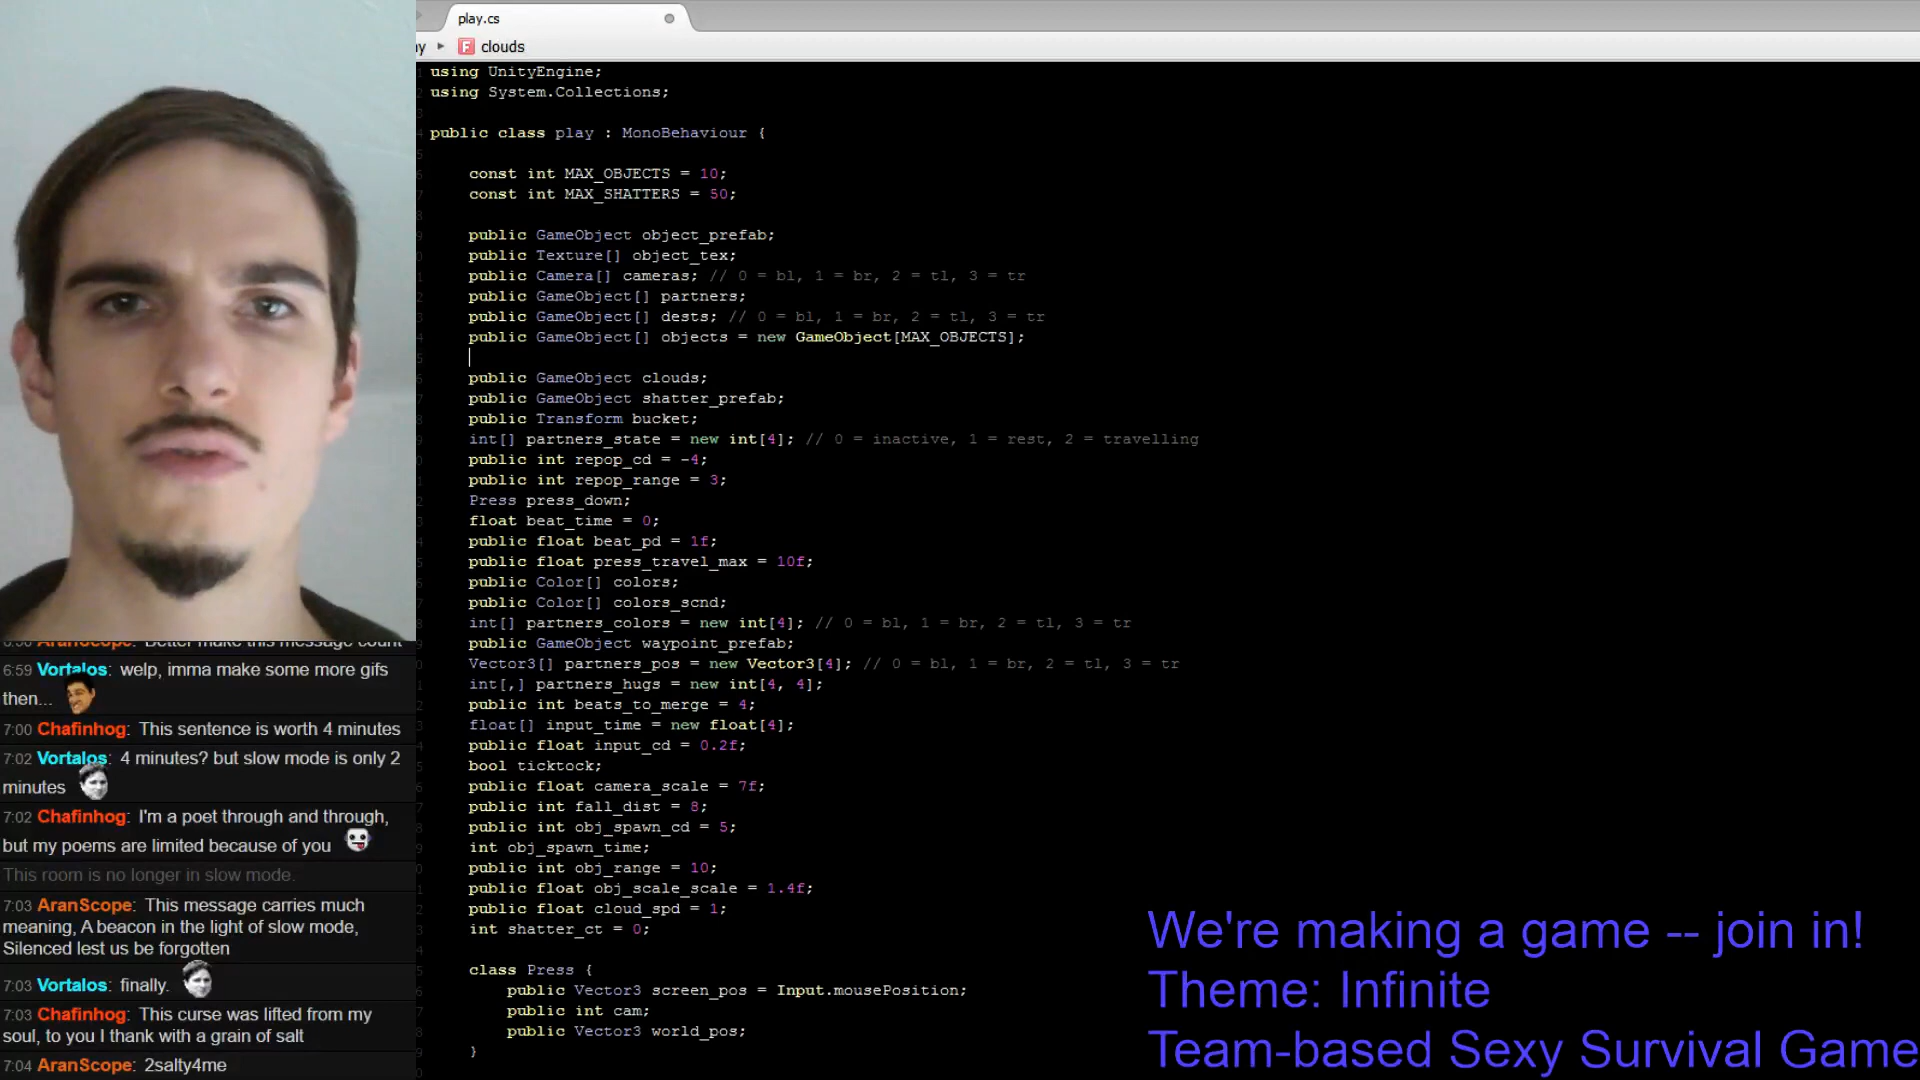 play.cs
ay ▸ F clouds
using UnityEngine;
using System.Collections;
public class play : MonoBehaviour {
const int MAX_OBJECTS = 10;
const int MAX_SHATTERS = 50;
public GameObject object_prefab;
public Texture[] object_tex;
public Camera[] cameras; // 0 = bl, 1 = br, 2 = tl, 3 = tr
public GameObject[] partners;
public GameObject[] dests; // 0 = bl, 1 = br, 2 = tl, 3 = tr
public GameObject[] objects = new GameObject[MAX_OBJECTS];
public GameObject clouds;
public GameObject shatter_prefab;
public Transform bucket;
int[] partners_state = new int[4]; // 0 = inactive, 1 = rest, 2 = travelling
public int repop_cd = -4;
public int repop_range = 3;
Press press_down;
float beat_time = 0;
public float beat_pd = 1f;
public float press_travel_max = 10f;
public Color[] colors;
public Color[] colors_scnd;
int[] partners_colors = new int[4]; // 0 = bl, 1 = br, 2 = tl, 3 = tr
public GameObject waypoint_prefab;
Vector3[] partners_pos = new Vector3[4]; // 0 = bl, 1 = br, 2 = tl, 3 = tr
int[,] partners_hugs = new int[4, 4];
public int beats_to_merge = 4;
float[] input_time = new float[4];
public float input_cd = 0.2f;
bool ticktock;
public float camera_scale = 7f;
public int fall_dist = 8;
public int obj_spawn_cd = 5;
int obj_spawn_time;
public int obj_range = 10;
public float obj_scale_scale = 1.4f;
public float cloud_spd = 1;
int shatter_ct = 0;
class Press {
public Vector3 screen_pos = Input.mousePosition;
public int cam;
public Vector3 world_pos;
}
AranScope: Better make this message count
6:59 Vortalos: welp, imma make some more gifs
then...
7:00 Chafinhog: This sentence is worth 4 minutes
7:02 Vortalos: 4 minutes? but slow mode is only 2
minutes
7:02 Chafinhog: I'm a poet through and through,
but my poems are limited because of you
This room is no longer in slow mode.
7:03 AranScope: This message carries much
meaning, A beacon in the light of slow mode,
Silenced lest us be forgotten
7:03 Vortalos: finally.
7:03 Chafinhog: This curse was lifted from my
soul, to you I thank with a grain of salt
7:04 AranScope: 2salty4me
We're making a game -- join in!
Theme: Infinite
Team-based Sexy Survival Game